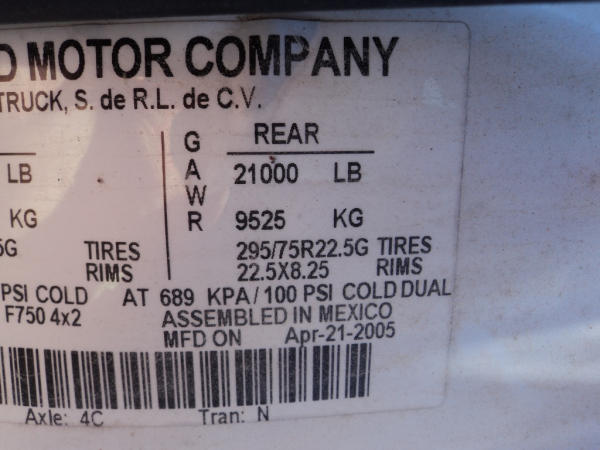 D MOTOR COMPANY
TRUCK, S. de R.L. de C.V.
GAWR REAR
LB 21000 LB
KG 9525 KG
5G TIRES 295/75R22.5G TIRES
RIMS 22.5X8.25 RIMS
PSI COLD AT 689 KPA/100 PSI COLD DUAL
F750 4x2 ASSEMBLED IN MEXICO
MFD ON Apr-21-2005
Axle: 4C Tran: N